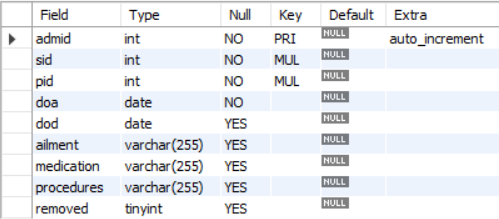 Field Type Null Key Default Extra
admid int NO PRI NULL auto_increment
sid int NO MUL NULL
pid int NO MUL NULL
doa date NO NULL
dod date YES NULL
ailment varchar(255) YES NULL
medication varchar(255) YES NULL
procedures varchar(255) YES NULL
removed tinyint YES NULL